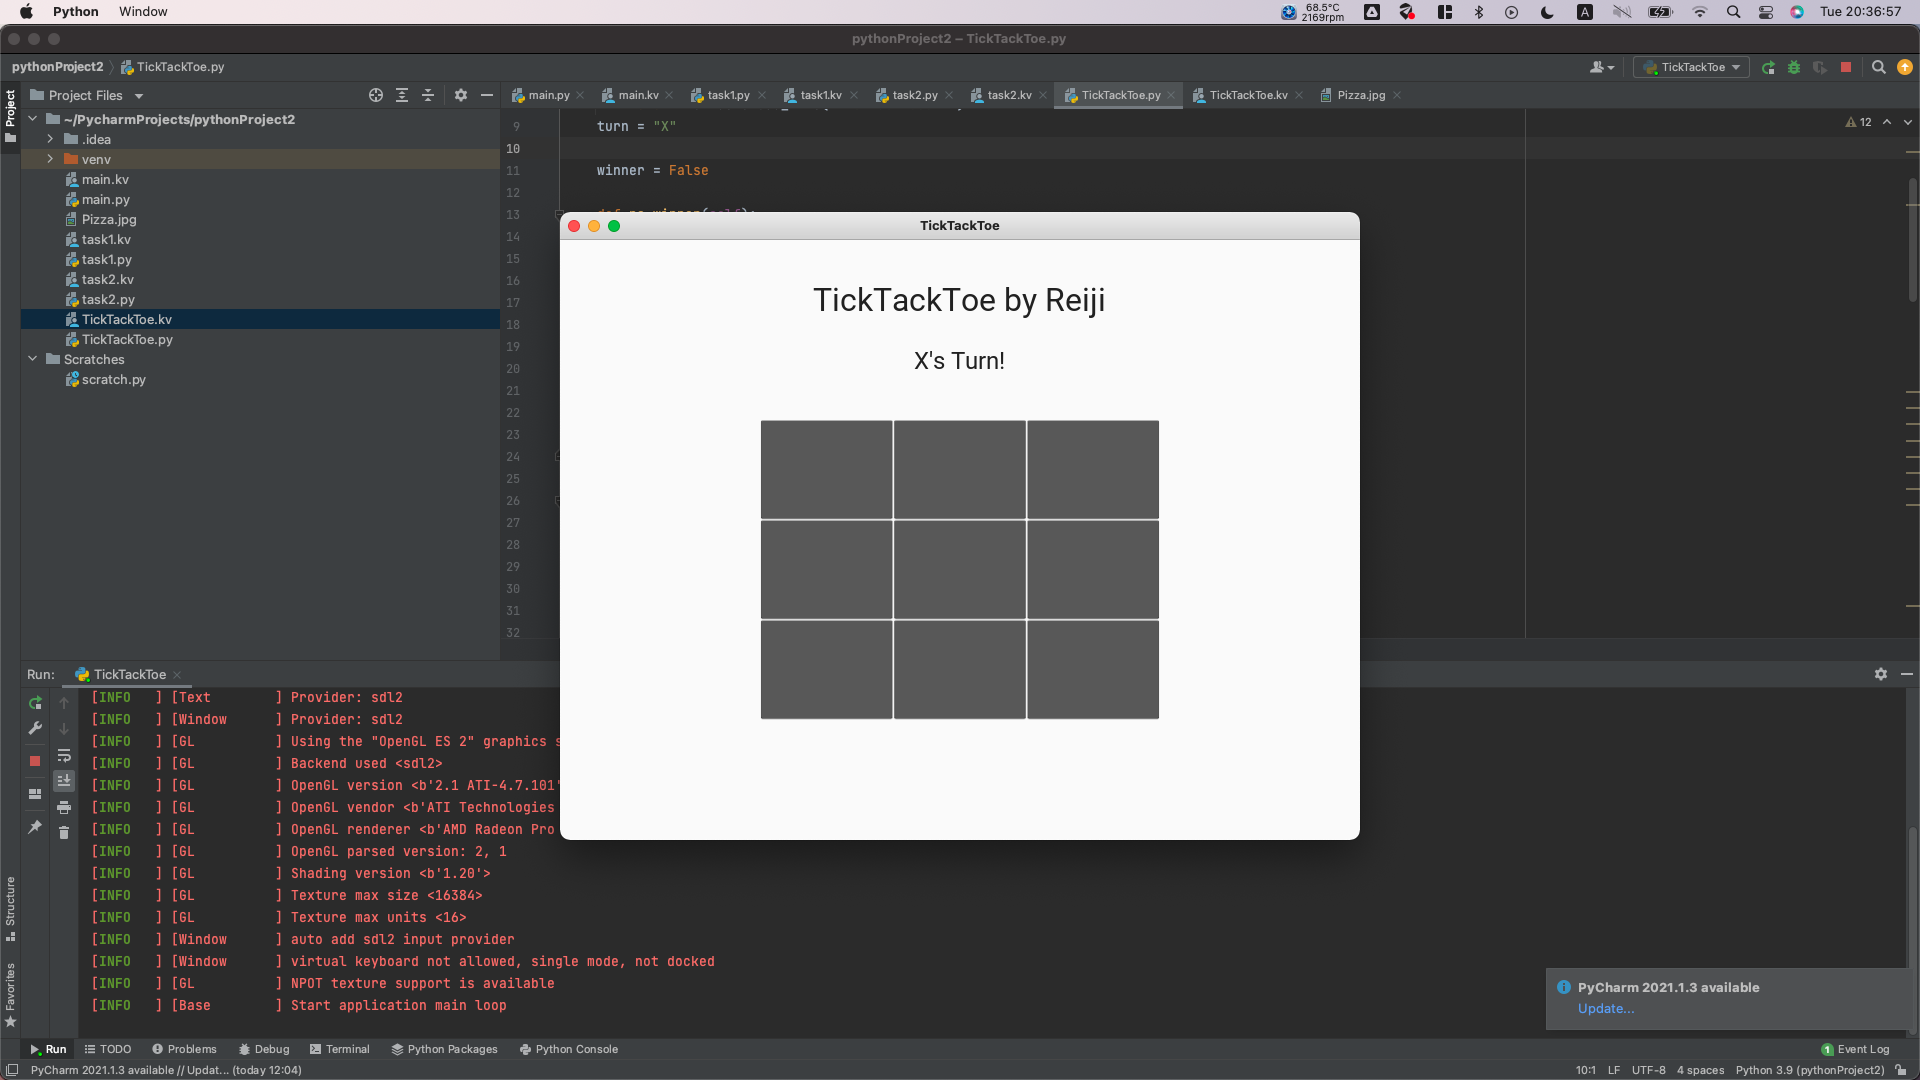 Python Window 68.5°C 2169rpm A Tue 20:36:57
pythonProject2 – TickTackToe.py
pythonProject2 TickTackToe.py TickTackToe
Project
Project Files
main.py main.kv task1.py task1.kv task2.py task2.kv TickTackToe.py TickTackToe.kv Pizza.jpg
~/PycharmProjects/pythonProject2
.idea
venv
main.kv
main.py
Pizza.jpg
task1.kv
task1.py
task2.kv
task2.py
TickTackToe.kv
TickTackToe.py
Scratches
scratch.py
12
9 turn = "X"
10
11 winner = False
12
13
14
15
16
17
18
19
20
21
22
23
24
25
26
27
28
29
30
31
32
TickTackToe
TickTackToe by Reiji
X's Turn!
Run: TickTackToe
[INFO ] [Text ] Provider: sdl2
[INFO ] [Window ] Provider: sdl2
[INFO ] [GL ] Using the "OpenGL ES 2" graphics s
[INFO ] [GL ] Backend used <sdl2>
[INFO ] [GL ] OpenGL version <b'2.1 ATI-4.7.101'
[INFO ] [GL ] OpenGL vendor <b'ATI Technologies
[INFO ] [GL ] OpenGL renderer <b'AMD Radeon Pro
[INFO ] [GL ] OpenGL parsed version: 2, 1
[INFO ] [GL ] Shading version <b'1.20'>
[INFO ] [GL ] Texture max size <16384>
[INFO ] [GL ] Texture max units <16>
[INFO ] [Window ] auto add sdl2 input provider
[INFO ] [Window ] virtual keyboard not allowed, single mode, not docked
[INFO ] [GL ] NPOT texture support is available
[INFO ] [Base ] Start application main loop
Structure
Favorites
PyCharm 2021.1.3 available
Update...
Run TODO Problems Debug Terminal Python Packages Python Console 1 Event Log
PyCharm 2021.1.3 available // Updat... (today 12:04) 10:1 LF UTF-8 4 spaces Python 3.9 (pythonProject2)